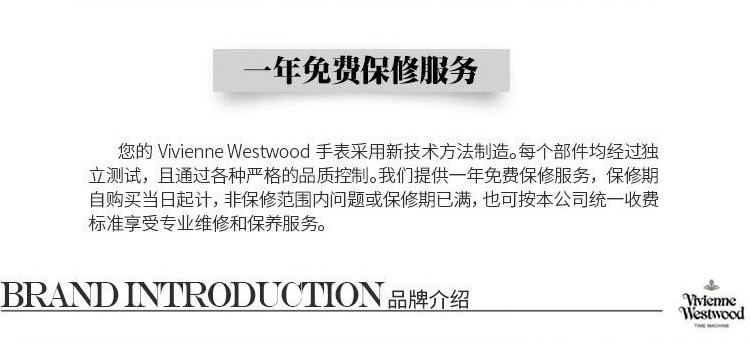 一年免费保修服务
您的 Vivienne Westwood 手表采用新技术方法制造。每个部件均经过独
立测试，且通过各种严格的品质控制。我们提供一年免费保修服务，保修期
自购买当日起计，非保修范围内问题或保修期已满，也可按本公司统一收费
标准享受专业维修和保养服务。
BRAND INTRODUCTION 品牌介绍
Vivienne
Westwood
TIME MACHINE